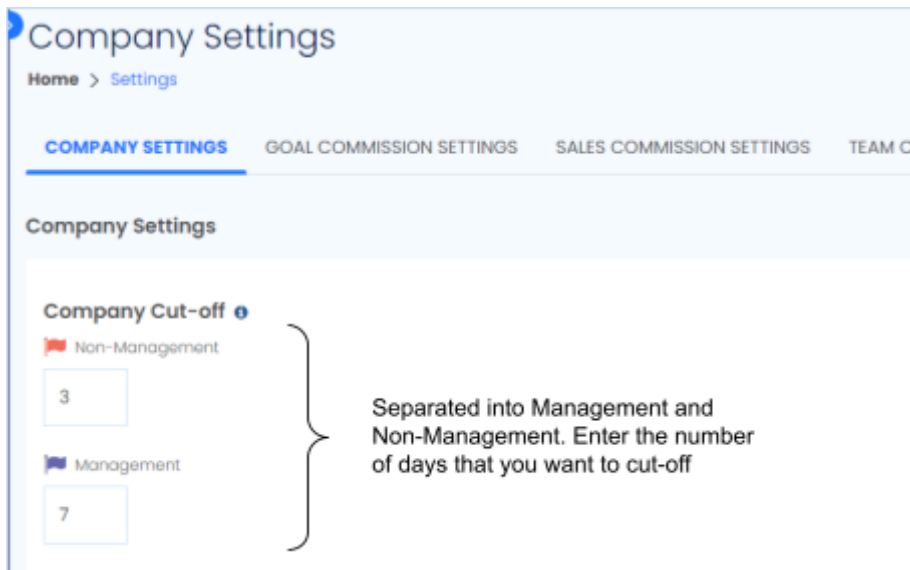 Company Settings
Home > Settings
COMPANY SETTINGS GOAL COMMISSION SETTINGS SALES COMMISSION SETTINGS TEAM
Company Settings
Company Cut-off
Non-Management
3
Separated into Management and
Non-Management. Enter the number
of days that you want to cut-off
Management
7